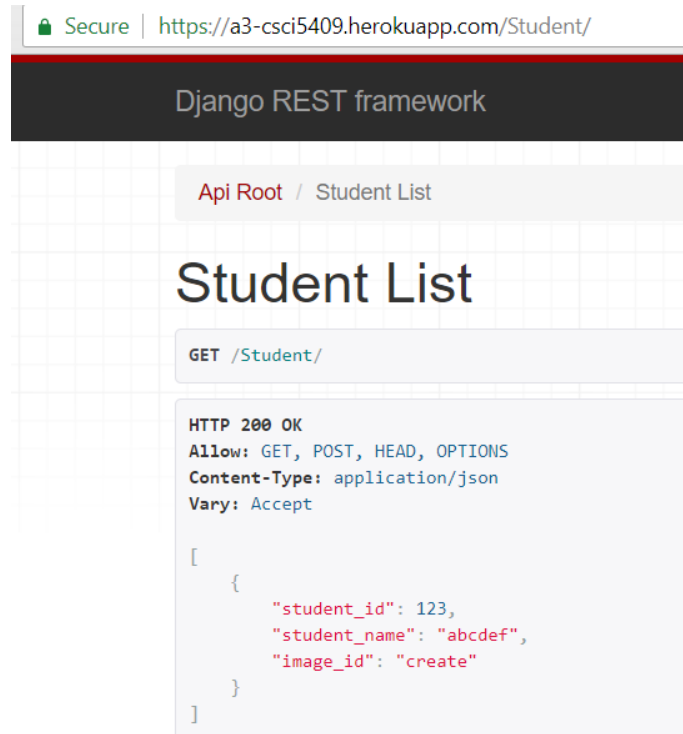 Secure | https://a3-csci5409.herokuapp.com/Student/
Django REST framework
Api Root / Student List
Student List
GET /Student/
HTTP 200 OK
Allow: GET, POST, HEAD, OPTIONS
Content-Type: application/json
Vary: Accept
[
    {
        "student_id": 123,
        "student_name": "abcdef",
        "image_id": "create"
    }
]